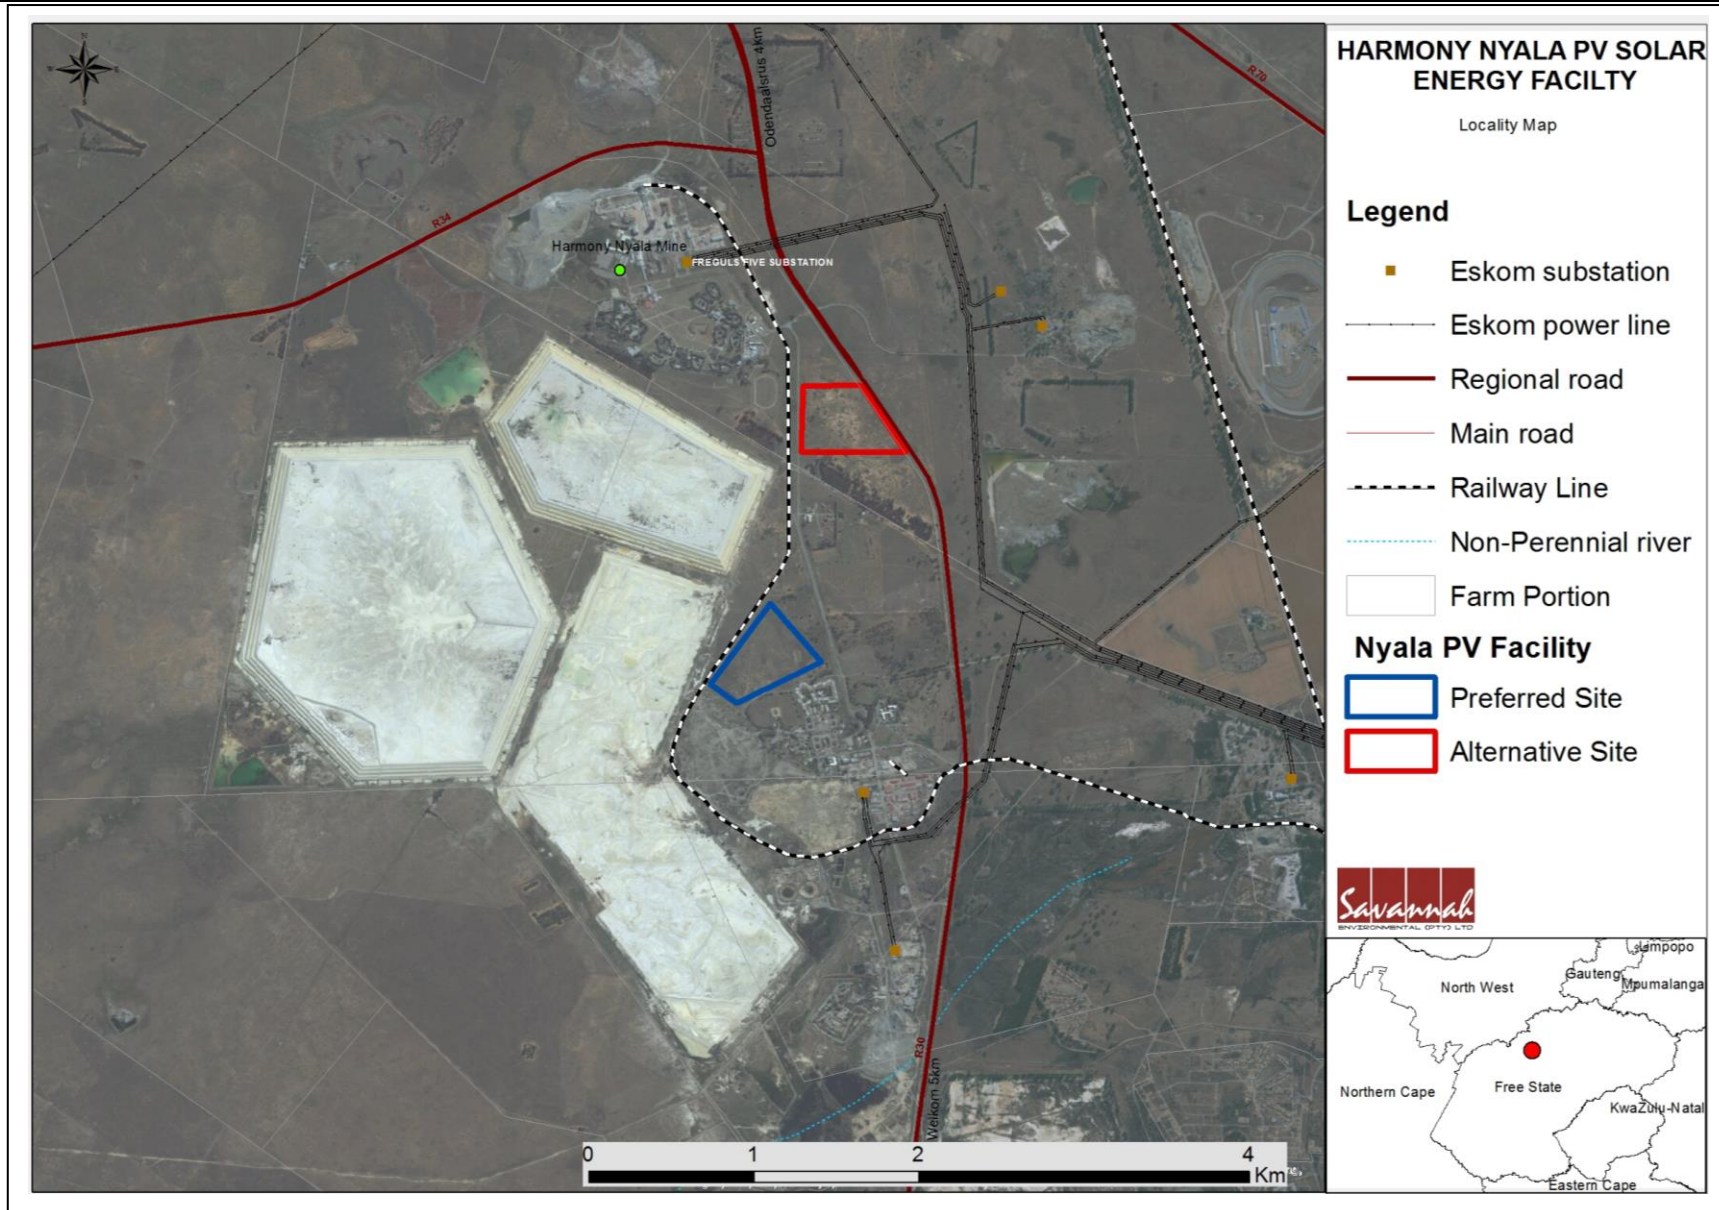 HARMONY NYALA PV SOLAR
ENERGY FACILTY
Locality Map
Legend
Eskom substation
Eskom power line
Regional road
Main road
Railway Line
Non-Perennial river
Farm Portion
Nyala PV Facility
Preferred Site
Alternative Site
Savannah
ENVIRONMENTAL (PTY) LTD
N
W
E
S
Odendaalsrus 4km
R70
R34
Harmony Nyala Mine
FREGULS FIVE SUBSTATION
R30
Welkom 5km
0 1 2 4
Km
Limpopo
Gauteng
Mpumalanga
North West
Northern Cape
Free State
KwaZulu-Natal
Eastern Cape